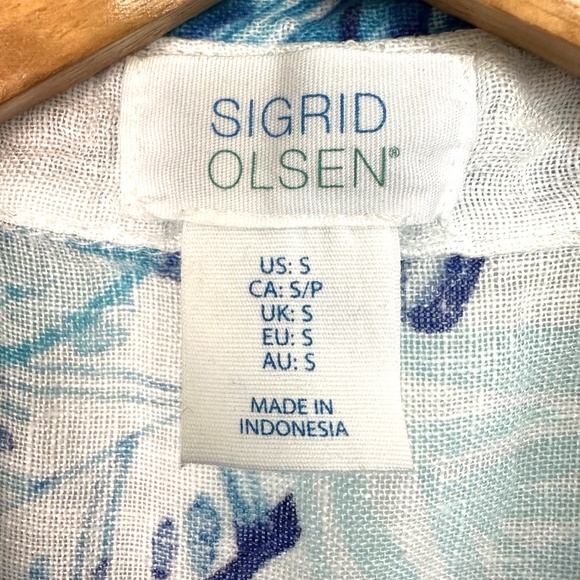 SIGRID
OLSEN®
US: S
CA: S/P
UK: S
EU: S
AU: S
MADE IN
INDONESIA